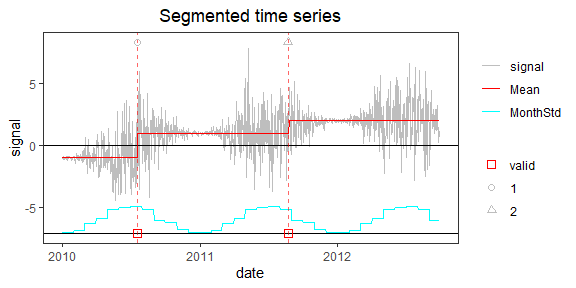 Segmented time series
signal
5
0
-5
2010
2011
2012
date
signal
Mean
MonthStd
valid
1
2